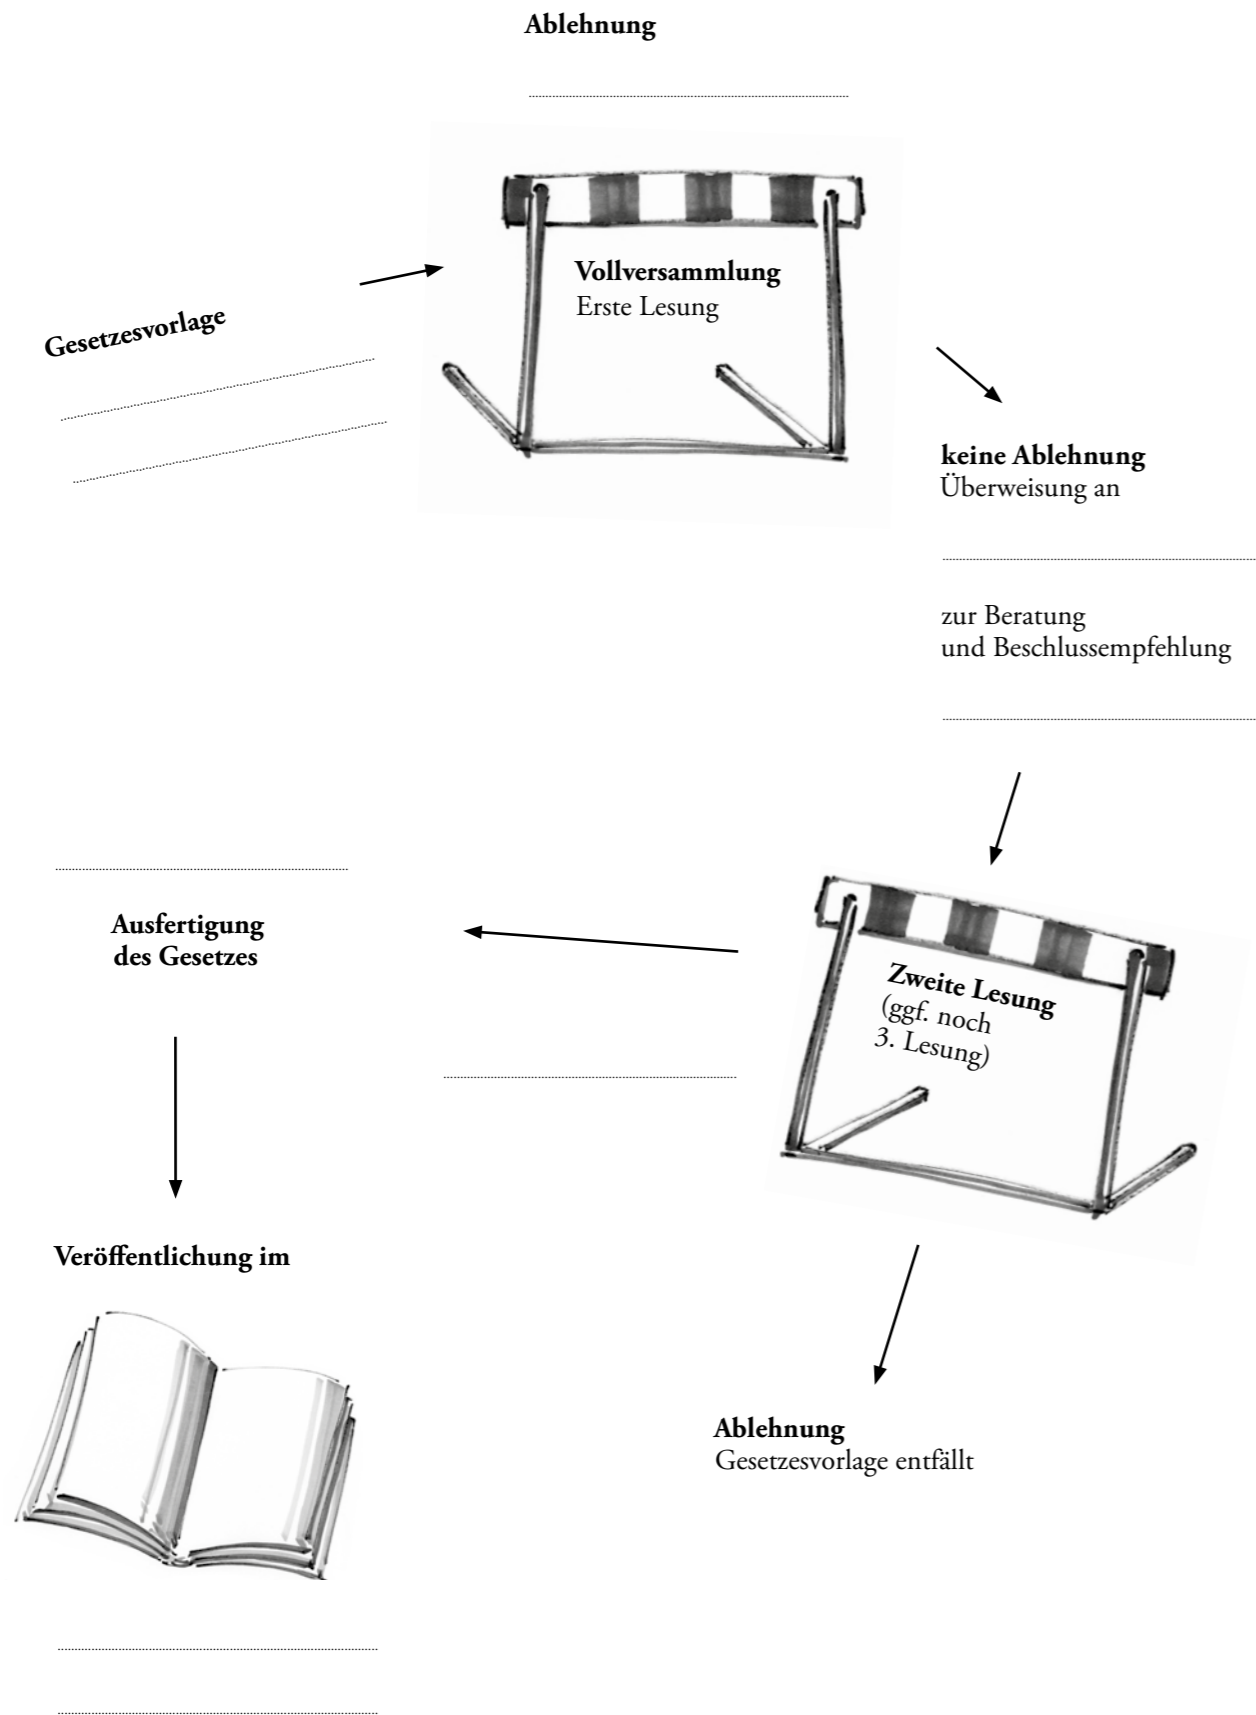 Ablehnung
Gesetzesvorlage
Vollversammlung
Erste Lesung
keine Ablehnung
Überweisung an
zur Beratung
und Beschlussempfehlung
Zweite Lesung
(ggf. noch
3. Lesung)
Ausfertigung
des Gesetzes
Veröffentlichung im
Ablehnung
Gesetzesvorlage entfällt